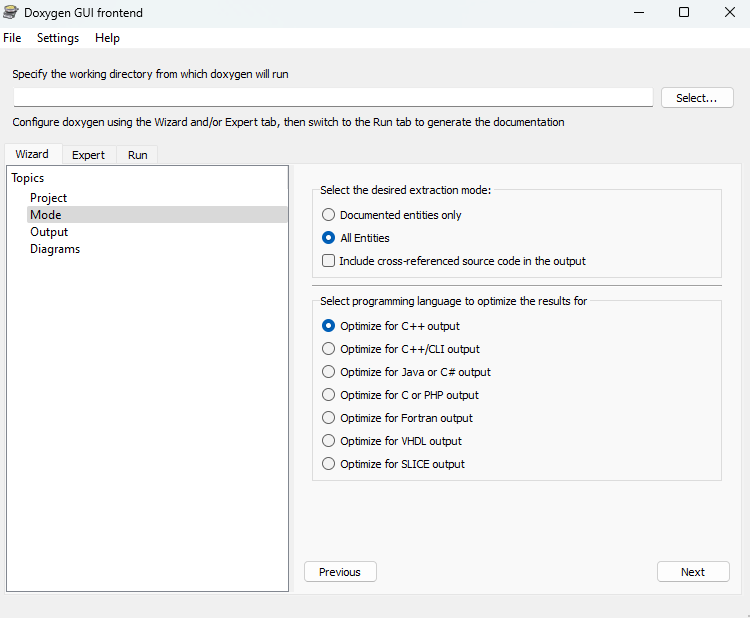 Doxygen GUI frontend
File Settings Help
Specify the working directory from which doxygen will run
Select...
Configure doxygen using the Wizard and/or Expert tab, then switch to the Run tab to generate the documentation
Wizard Expert Run
Topics
Project
Mode
Output
Diagrams
Select the desired extraction mode:
Documented entities only
All Entities
Include cross-referenced source code in the output
Select programming language to optimize the results for
Optimize for C++ output
Optimize for C++/CLI output
Optimize for Java or C# output
Optimize for C or PHP output
Optimize for Fortran output
Optimize for VHDL output
Optimize for SLICE output
Previous
Next